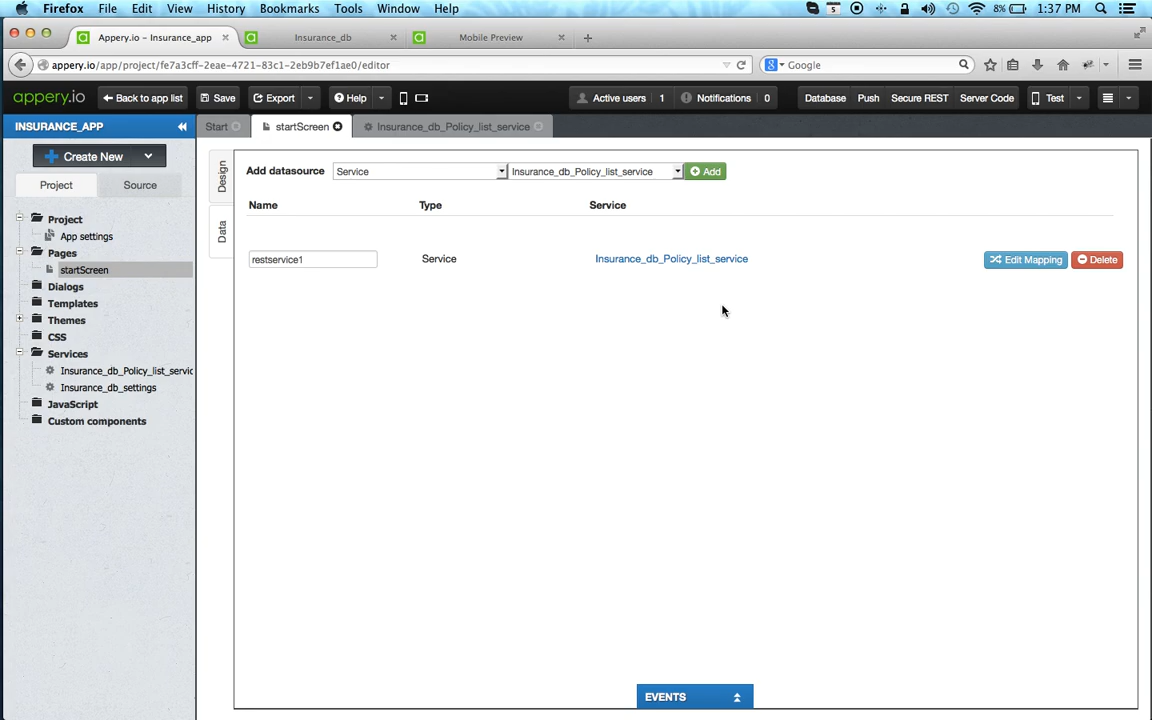 Firefox File Edit View History Bookmarks Tools Window Help 5 8% 1:37 PM
Appery.io – Insurance_app Insurance_db Mobile Preview
appery.io/app/project/fe7a3cff-2eae-4721-83c1-2eb9b7ef1ae0/editor Google
appery.io Back to app list Save Export Help Active users 1 Notifications 0 Database Push Secure REST Server Code Test
INSURANCE_APP Start startScreen Insurance_db_Policy_list_service
Create New
Project Source
Project
App settings
Pages
startScreen
Dialogs
Templates
Themes
CSS
Services
Insurance_db_Policy_list_servic
Insurance_db_settings
JavaScript
Custom components
Design
Data
Add datasource Service Insurance_db_Policy_list_service Add
Name Type Service
restservice1 Service Insurance_db_Policy_list_service Edit Mapping Delete
EVENTS